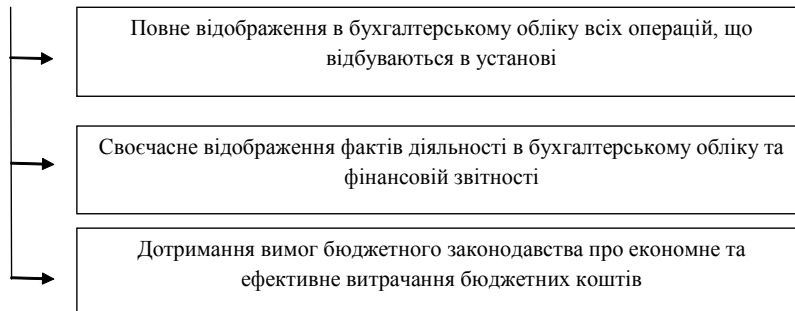 Повне відображення в бухгалтерському обліку всіх операцій, що
відбуваються в установі
Своєчасне відображення фактів діяльності в бухгалтерському обліку та
фінансовій звітності
Дотримання вимог бюджетного законодавства про економне та
ефективне витрачання бюджетних коштів